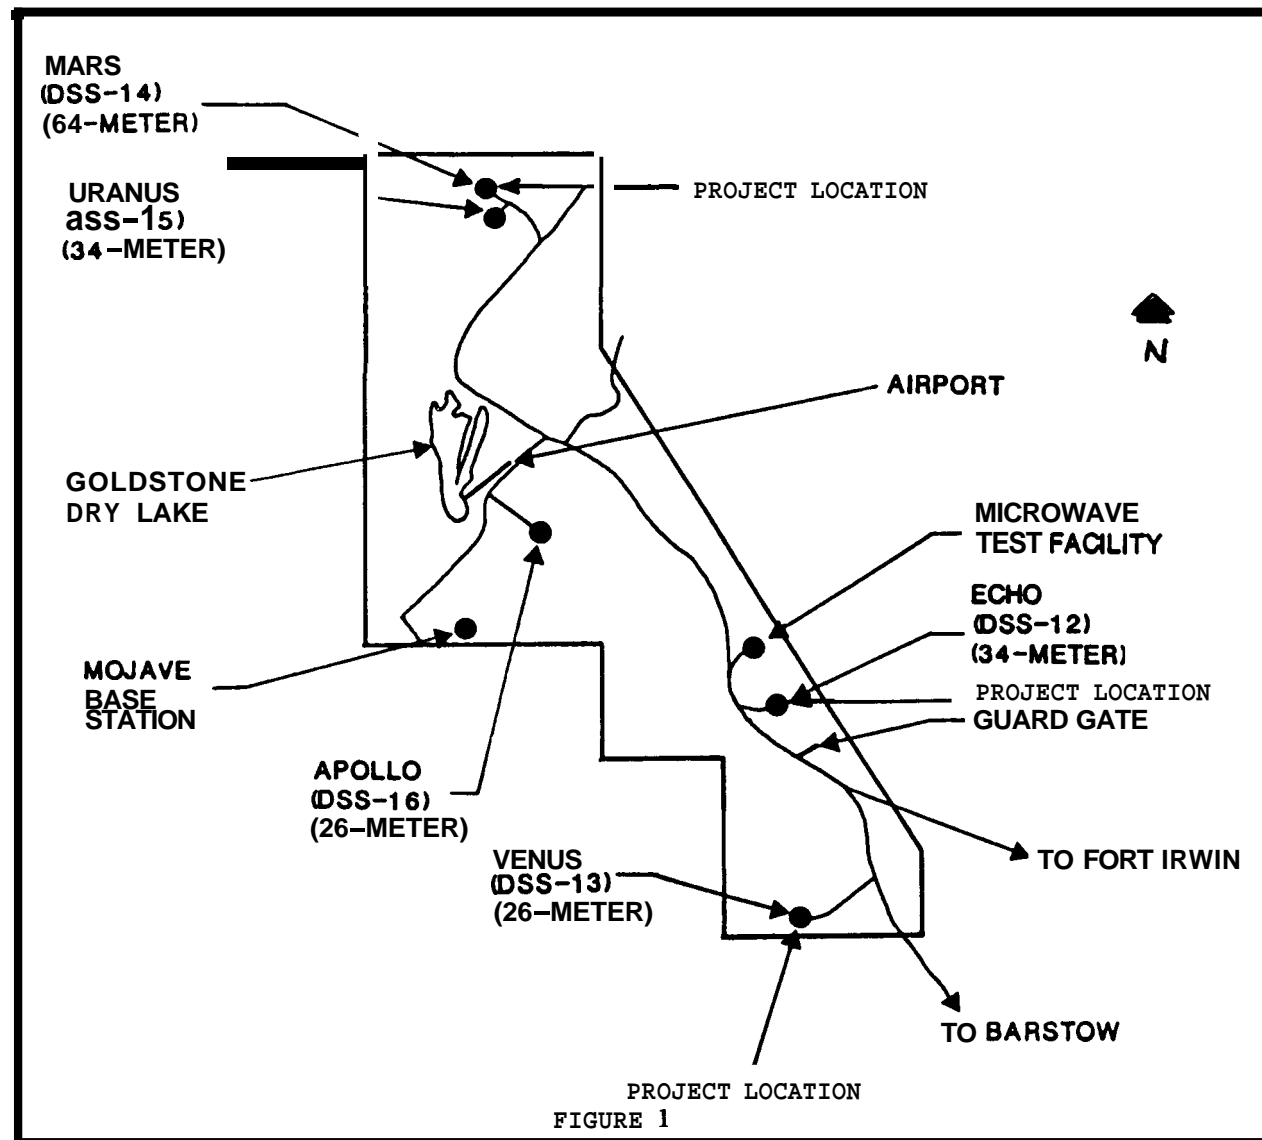 MARS
(DSS-14)
(64-METER)
URANUS
ass-15)
(34-METER)
PROJECT LOCATION
N
AIRPORT
GOLDSTONE
DRY LAKE
MICROWAVE
TEST FACILITY
ECHO
(DSS-12)
(34-METER)
PROJECT LOCATION
GUARD GATE
MOJAVE
BASE
STATION
APOLLO
(DSS-16)
(26-METER)
VENUS
(DSS-13)
(26-METER)
TO FORT IRWIN
TO BARSTOW
PROJECT LOCATION
FIGURE 1